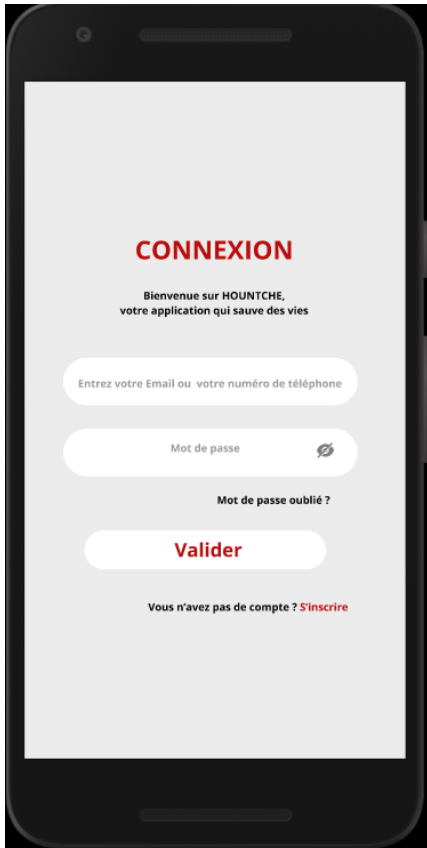 CONNEXION
Bienvenue sur HOUNTCHE,
votre application qui sauve des vies
Entrez votre Email ou votre numéro de téléphone
Mot de passe
Mot de passe oublié ?
Valider
Vous n'avez pas de compte ? S'inscrire